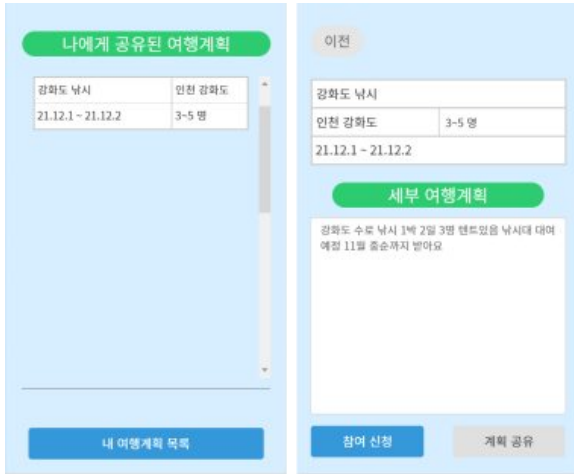 나에게 공유된 여행계획
강화도 낚시 인천 강화도
21.12.1 ~ 21.12.2 3~5 명
내 여행계획 목록
이전
강화도 낚시
인천 강화도 3~5 명
21.12.1 ~ 21.12.2
세부 여행계획
강화도 수로 낚시 1박 2일 3명 텐트있음 낚시대 대여
예정 11월 중순까지 받아요
참여 신청 계획 공유